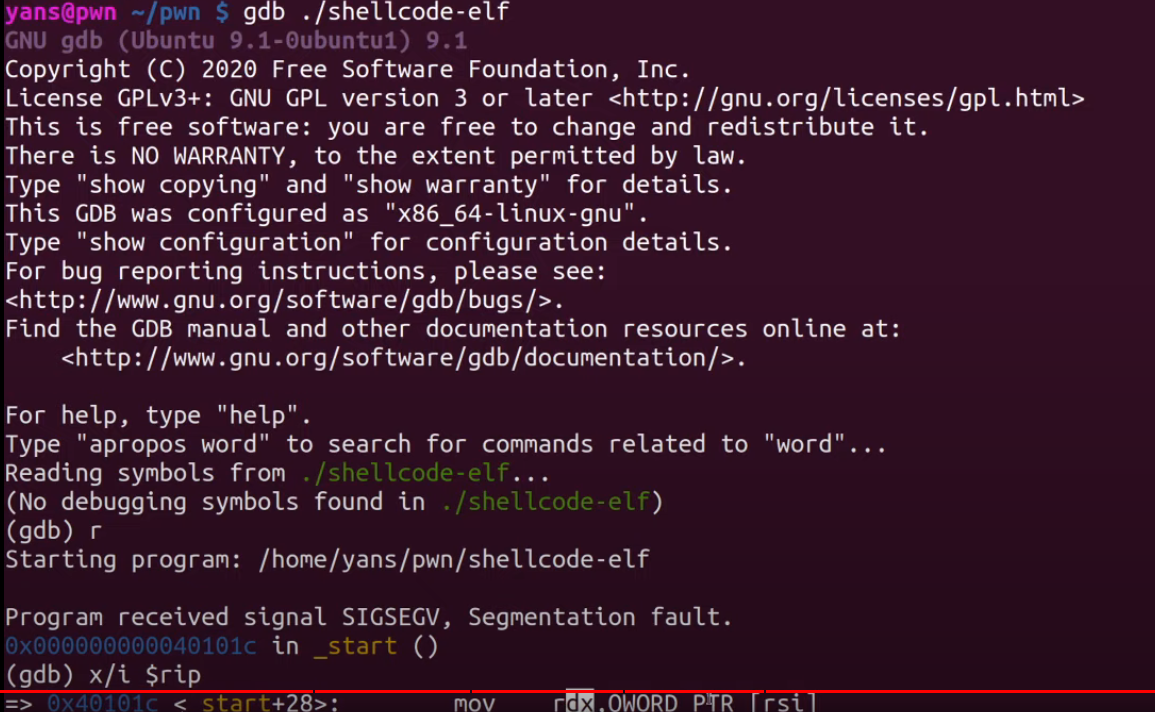 yans@pwn ~/pwn $ gdb ./shellcode-elf
GNU gdb (Ubuntu 9.1-0ubuntu1) 9.1
Copyright (C) 2020 Free Software Foundation, Inc.
License GPLv3+: GNU GPL version 3 or later <http://gnu.org/licenses/gpl.html>
This is free software: you are free to change and redistribute it.
There is NO WARRANTY, to the extent permitted by law.
Type "show copying" and "show warranty" for details.
This GDB was configured as "x86_64-linux-gnu".
Type "show configuration" for configuration details.
For bug reporting instructions, please see:
<http://www.gnu.org/software/gdb/bugs/>.
Find the GDB manual and other documentation resources online at:
    <http://www.gnu.org/software/gdb/documentation/>.
For help, type "help".
Type "apropos word" to search for commands related to "word"...
Reading symbols from ./shellcode-elf...
(No debugging symbols found in ./shellcode-elf)
(gdb) r
Starting program: /home/yans/pwn/shellcode-elf
Program received signal SIGSEGV, Segmentation fault.
0x000000000040101c in _start ()
(gdb) x/i $rip
=> 0x40101c <_start+28>:	mov    rdx,QWORD PTR [rsi]